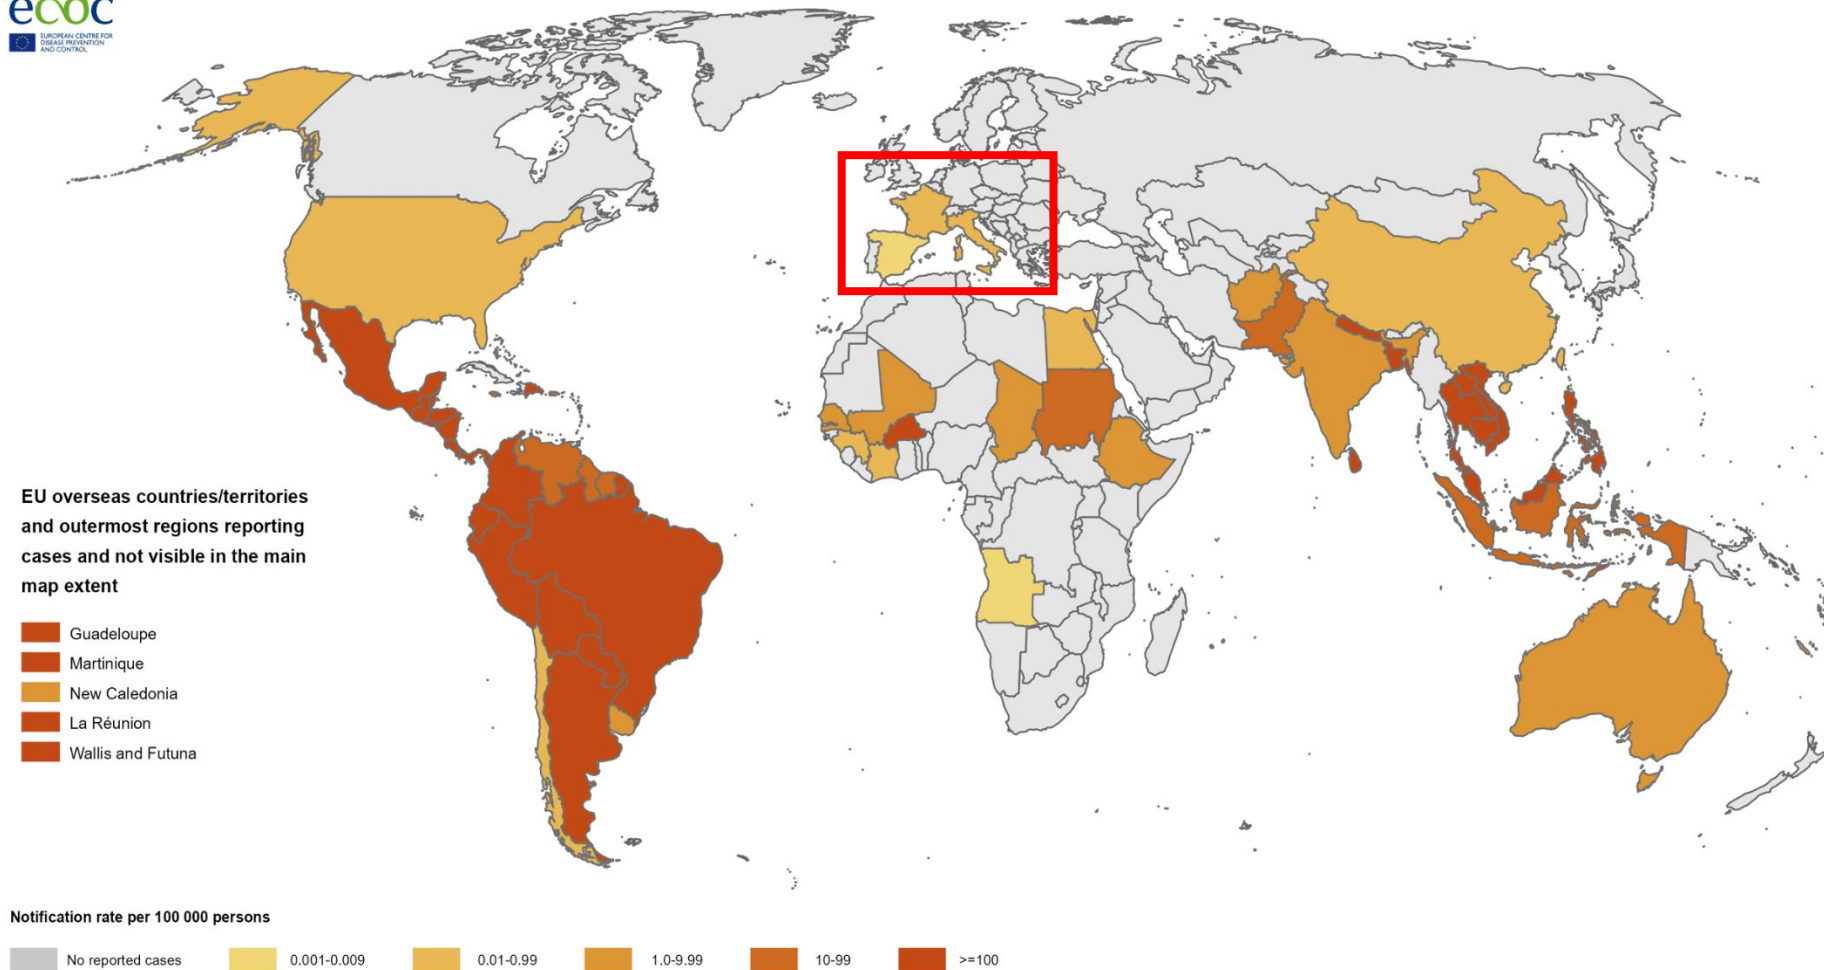 ecoc
EUROPEAN CENTRE FOR
DISEASE PREVENTION
AND CONTROL
EU overseas countries/territories
and outermost regions reporting
cases and not visible in the main
map extent
Guadeloupe
Martinique
New Caledonia
La Réunion
Wallis and Futuna
Notification rate per 100 000 persons
No reported cases 0.001-0.009 0.01-0.99 1.0-9.99 10-99 >=100